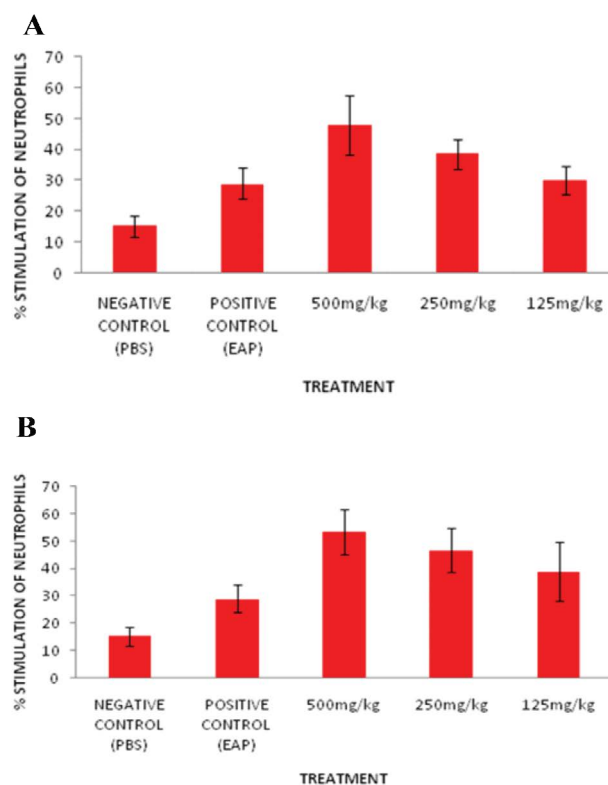 A
% STIMULATION OF NEUTROPHILS
70
60
50
40
30
20
10
0
NEGATIVE CONTROL (PBS)
POSITIVE CONTROL (EAP)
500mg/kg
250mg/kg
125mg/kg
TREATMENT
B
% STIMULATION OF NEUTROPHILS
70
60
50
40
30
20
10
0
NEGATIVE CONTROL (PBS)
POSITIVE CONTROL (EAP)
500mg/kg
250mg/kg
125mg/kg
TREATMENT